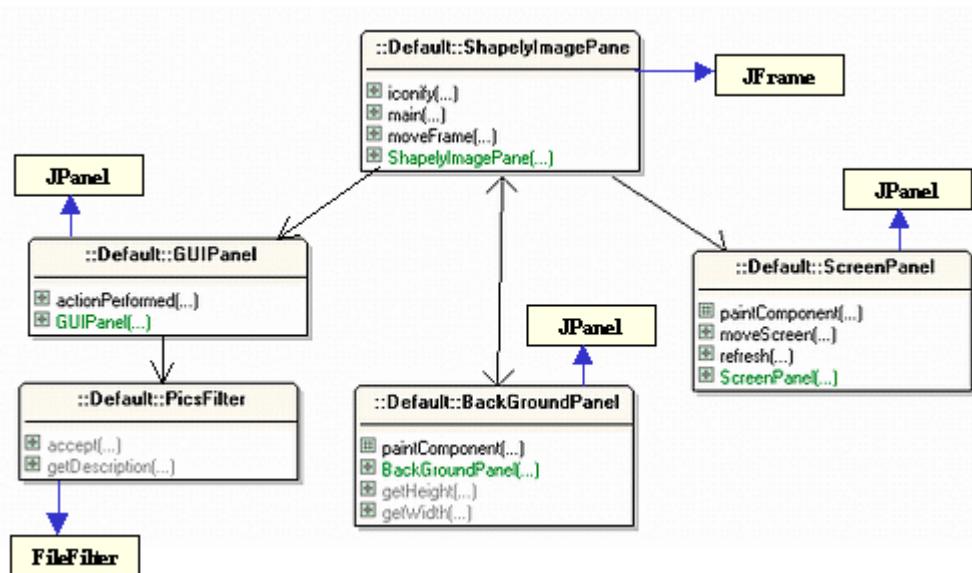 ::Default::ShapelyImagePane
iconify(...)
main(...)
moveFrame(...)
ShapelyImagePane(...)
JFrame
JPanel
::Default::GUIPanel
actionPerformed(...)
GUIPanel(...)
JPanel
::Default::ScreenPanel
paintComponent(...)
moveScreen(...)
refresh(...)
ScreenPanel(...)
JPanel
::Default::BackGroundPanel
paintComponent(...)
BackGroundPanel(...)
getHeight(...)
getWidth(...)
::Default::PicsFilter
accept(...)
getDescription(...)
FileFilter